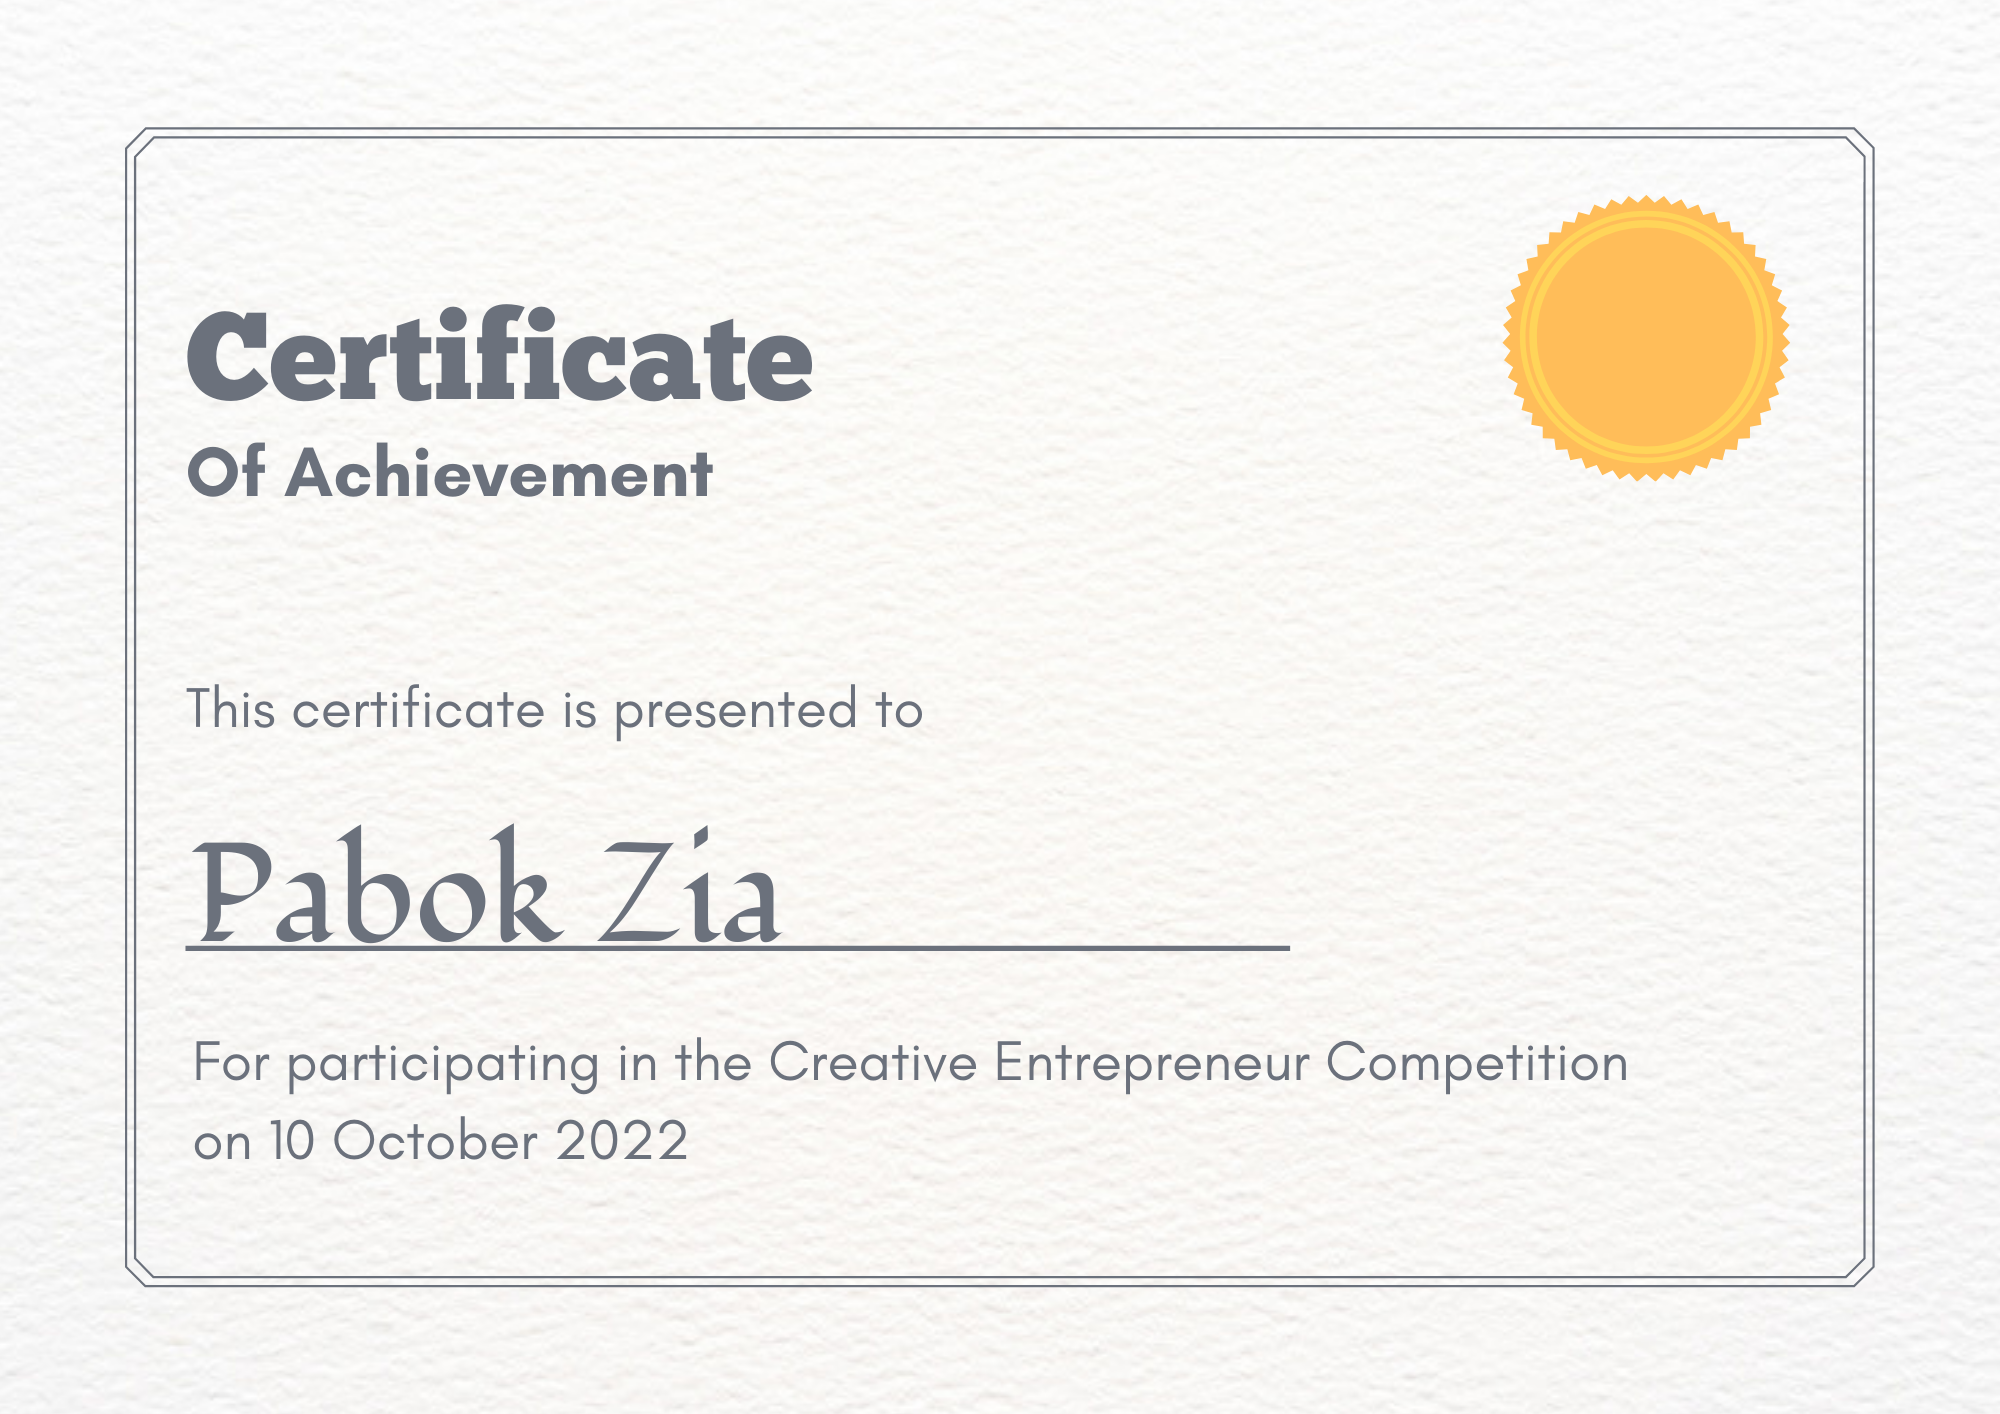 Certificate
Of Achievement
This certificate is presented to
Pabok Zia
For participating in the Creative Entrepreneur Competition
on 10 October 2022